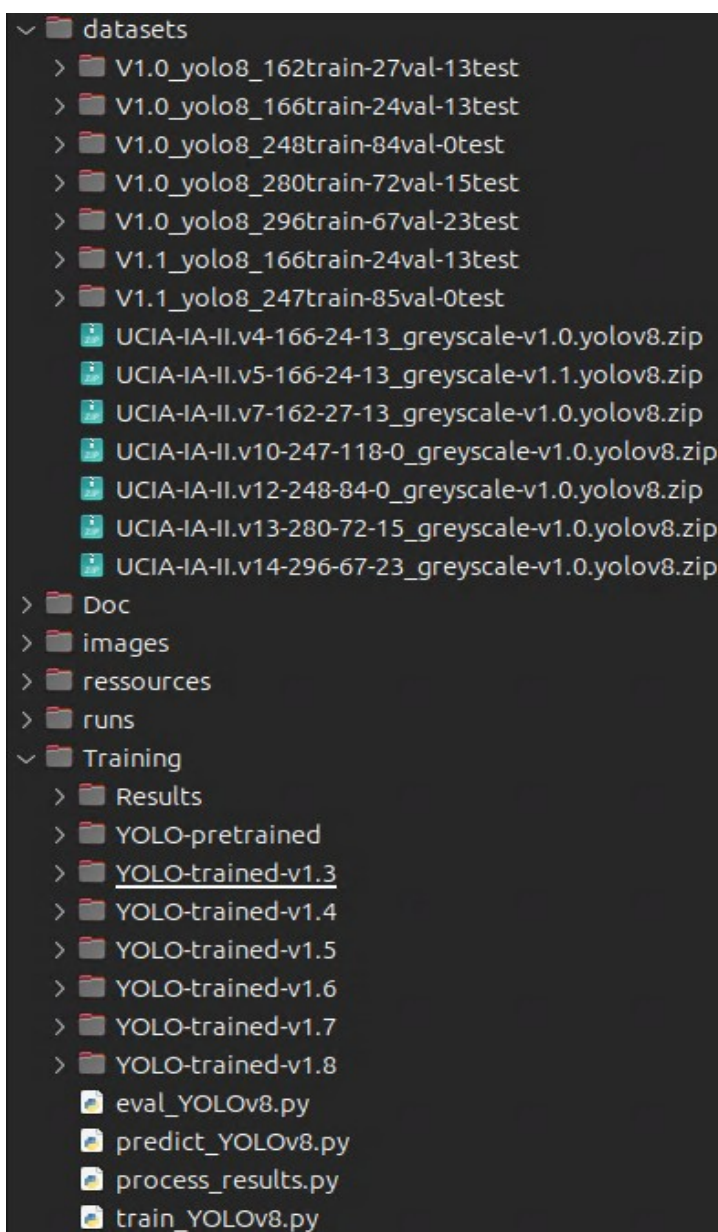 datasets
V1.0_yolo8_162train-27val-13test
V1.0_yolo8_166train-24val-13test
V1.0_yolo8_248train-84val-0test
V1.0_yolo8_280train-72val-15test
V1.0_yolo8_296train-67val-23test
V1.1_yolo8_166train-24val-13test
V1.1_yolo8_247train-85val-0test
UCIA-IA-II.v4-166-24-13_greyscale-v1.0.yolov8.zip
UCIA-IA-II.v5-166-24-13_greyscale-v1.1.yolov8.zip
UCIA-IA-II.v7-162-27-13_greyscale-v1.0.yolov8.zip
UCIA-IA-II.v10-247-118-0_greyscale-v1.0.yolov8.zip
UCIA-IA-II.v12-248-84-0_greyscale-v1.0.yolov8.zip
UCIA-IA-II.v13-280-72-15_greyscale-v1.0.yolov8.zip
UCIA-IA-II.v14-296-67-23_greyscale-v1.0.yolov8.zip
Doc
images
ressources
runs
Training
Results
YOLO-pretrained
YOLO-trained-v1.3
YOLO-trained-v1.4
YOLO-trained-v1.5
YOLO-trained-v1.6
YOLO-trained-v1.7
YOLO-trained-v1.8
eval_YOLOv8.py
predict_YOLOv8.py
process_results.py
train_YOLOv8.py